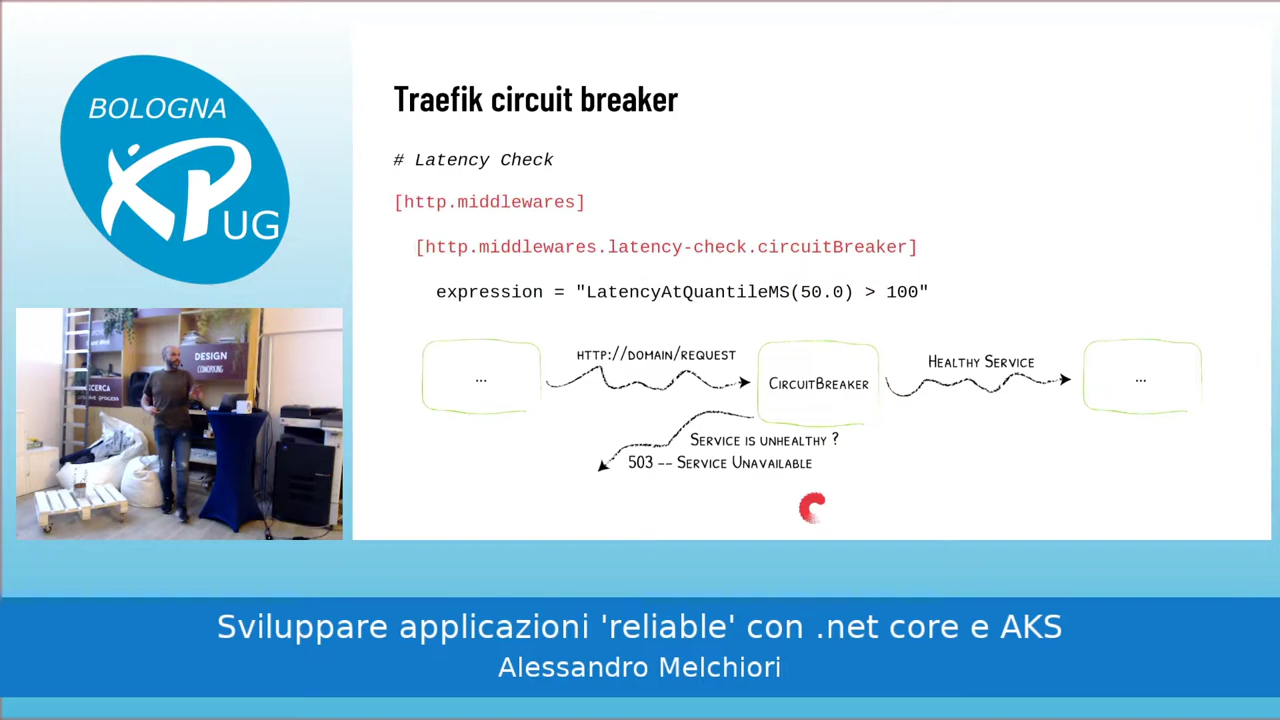 BOLOGNA
XP UG
Traefik circuit breaker
# Latency Check
[http.middlewares]
[http.middlewares.latency-check.circuitBreaker]
expression = "LatencyAtQuantileMS(50.0) > 100"
...
HTTP://DOMAIN/REQUEST
CIRCUITBREAKER
HEALTHY SERVICE
...
SERVICE IS UNHEALTHY ?
503 -- SERVICE UNAVAILABLE
DESIGN
COWORKING
Sviluppare applicazioni 'reliable' con .net core e AKS
Alessandro Melchiori